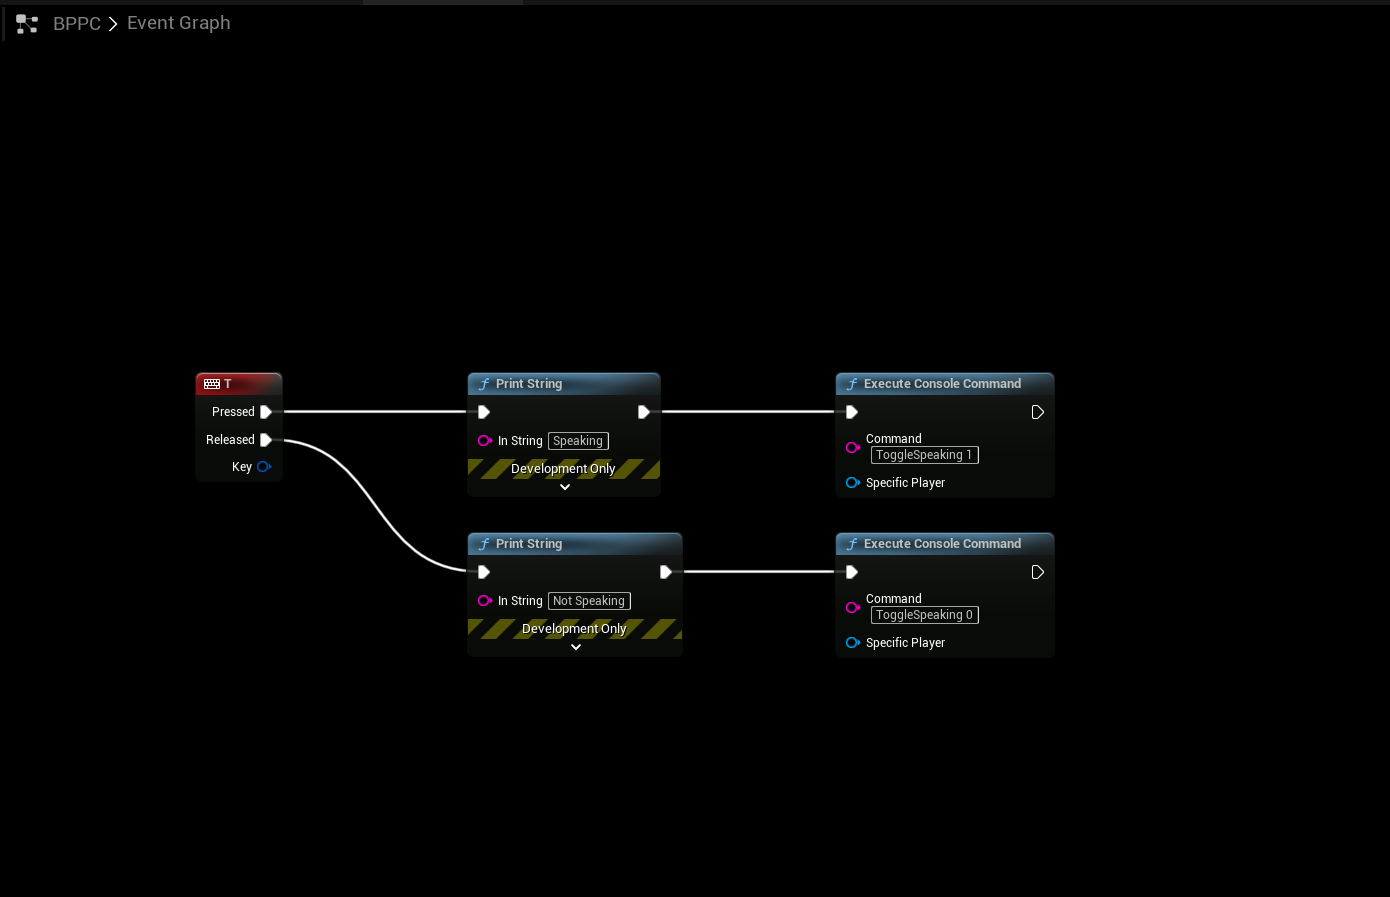 BPPC > Event Graph
T
Pressed
Released
Key
Print String
In String Speaking
Development Only
Execute Console Command
Command
ToggleSpeaking 1
Specific Player
Print String
In String Not Speaking
Development Only
Execute Console Command
Command
ToggleSpeaking 0
Specific Player